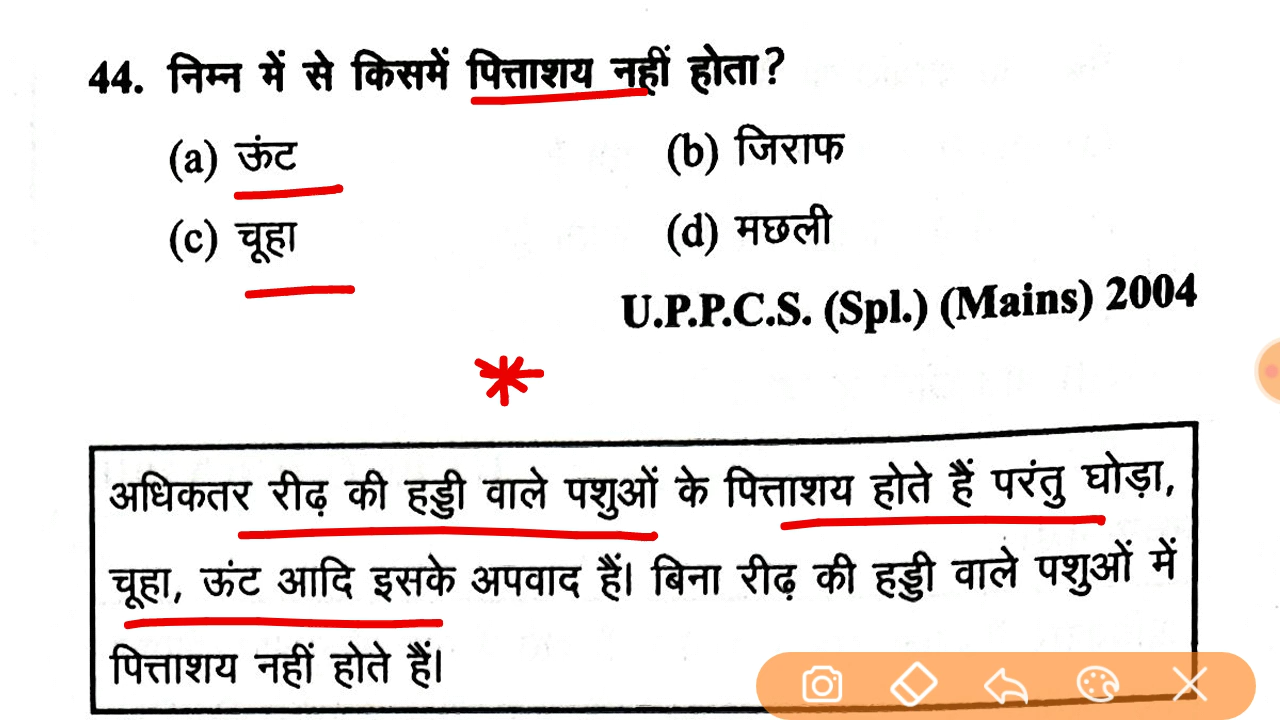 44. निम्न में से किसमें पित्ताशय नहीं होता?
(a) ऊंट (b) जिराफ
(c) चूहा (d) मछली
U.P.P.C.S. (Spl.) (Mains) 2004
अधिकतर रीढ़ की हड्डी वाले पशुओं के पित्ताशय होते हैं परंतु घोड़ा,
चूहा, ऊंट आदि इसके अपवाद हैं। बिना रीढ़ की हड्डी वाले पशुओं में
पित्ताशय नहीं होते हैं।